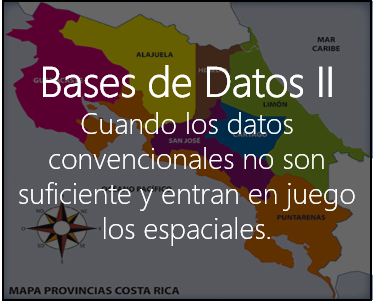 MAR
CARIBE
ALAJUELA
Bases de Datos II
LIMÓN
Cuando los datos
SAN JOSÉ
convencionales no son
suficiente y entran en juego
PUNTARENAS
los espaciales.
MAPA PROVINCIAS COSTA RICA